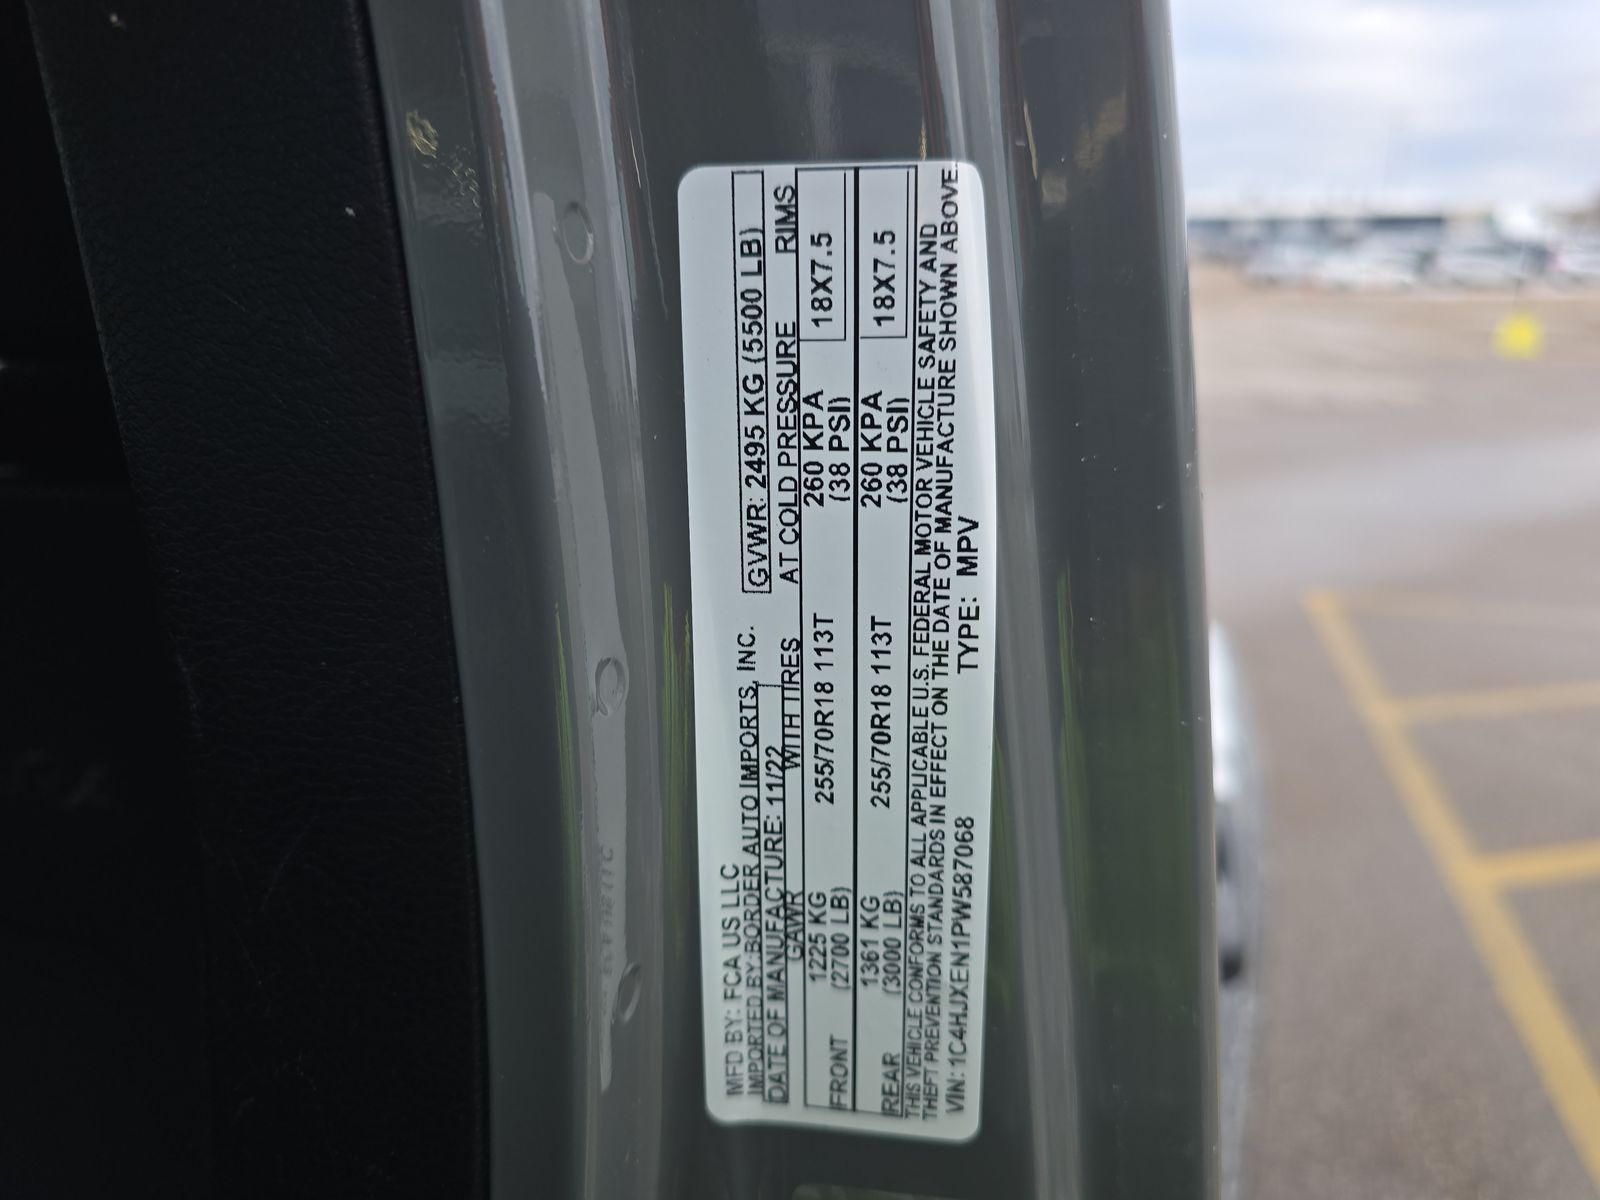 MFD BY: FCA US LLC
IMPORTED BY:BORDER AUTO IMPORTS, INC.
DATE OF MANUFACTURE: 11/22 GVWR: 2495 KG (5500 LB)
GAWR WITH TIRES AT COLD PRESSURE RIMS
FRONT 1225 KG 255/70R18 113T 260 KPA 18X7.5
(2700 LB) (38 PSI)
REAR 1361 KG 255/70R18 113T 260 KPA 18X7.5
(3000 LB) (38 PSI)
THIS VEHICLE CONFORMS TO ALL APPLICABLE U.S. FEDERAL MOTOR VEHICLE SAFETY AND
THEFT PREVENTION STANDARDS IN EFFECT ON THE DATE OF MANUFACTURE SHOWN ABOVE.
VIN: 1C4HJXEN1PW587068 TYPE: MPV